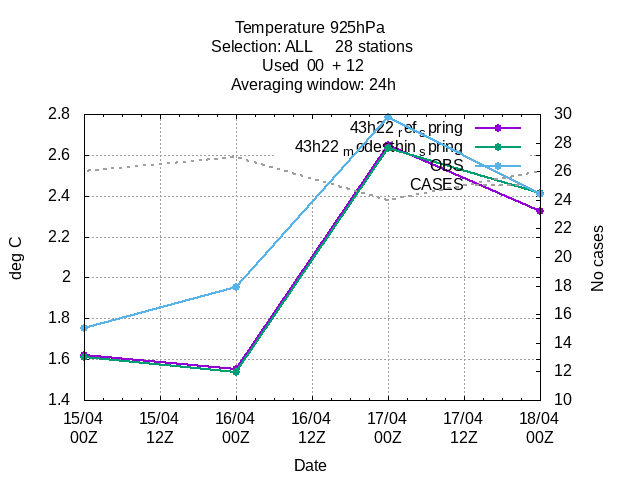 Temperature 925hPa
Selection: ALL 28 stations
Used 00 + 12
Averaging window: 24h
2.8
2.6
2.4
2.2
2
1.8
1.6
1.4
deg C
30
28
26
24
22
20
18
16
14
12
10
No cases
43h22_ref_spring
OBS
CASES
15/04 00Z
15/04 12Z
16/04 00Z
16/04 12Z
17/04 00Z
17/04 12Z
18/04 00Z
Date